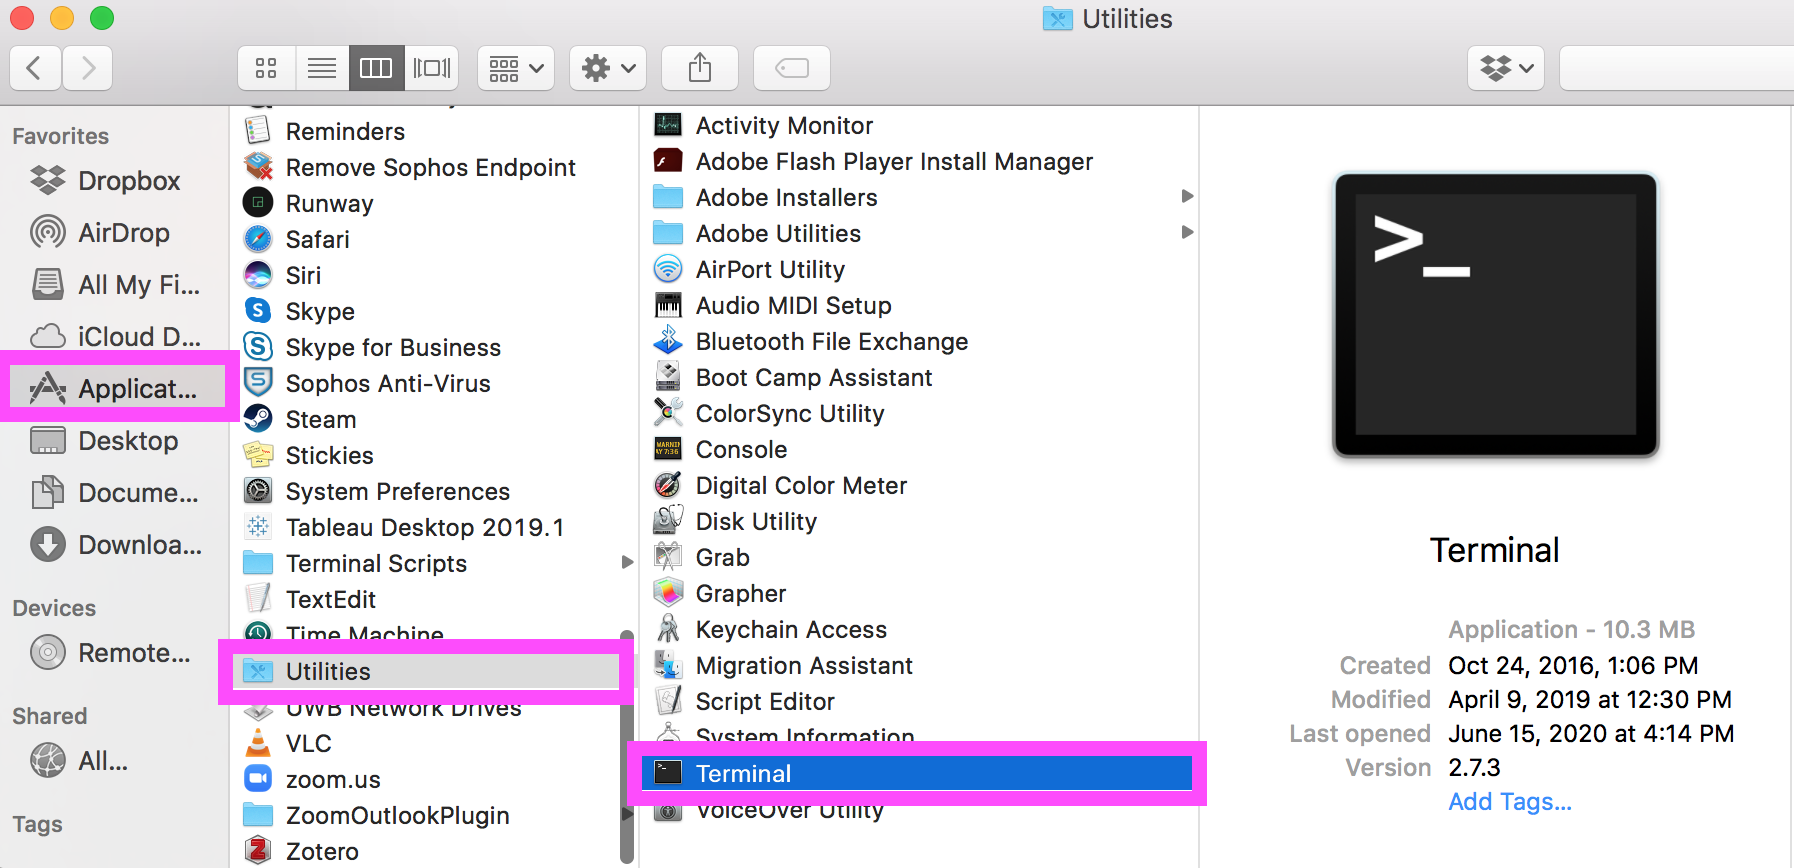 Utilities
Favorites
Dropbox
AirDrop
All My Fi...
iCloud D...
Applicat...
Desktop
Docume...
Downloa...
Devices
Remote...
Shared
All...
Tags
Reminders
Remove Sophos Endpoint
Runway
Safari
Siri
Skype
Skype for Business
Sophos Anti-Virus
Steam
Stickies
System Preferences
Tableau Desktop 2019.1
Terminal Scripts
TextEdit
Time Machine
Utilities
UWB Network Drives
VLC
zoom.us
ZoomOutlookPlugin
Zotero
Activity Monitor
Adobe Flash Player Install Manager
Adobe Installers
Adobe Utilities
AirPort Utility
Audio MIDI Setup
Bluetooth File Exchange
Boot Camp Assistant
ColorSync Utility
Console
Digital Color Meter
Disk Utility
Grab
Grapher
Keychain Access
Migration Assistant
Script Editor
System Information
Terminal
VoiceOver Utility
>_
Terminal
Application - 10.3 MB
Created Oct 24, 2016, 1:06 PM
Modified April 9, 2019 at 12:30 PM
Last opened June 15, 2020 at 4:14 PM
Version 2.7.3
Add Tags...